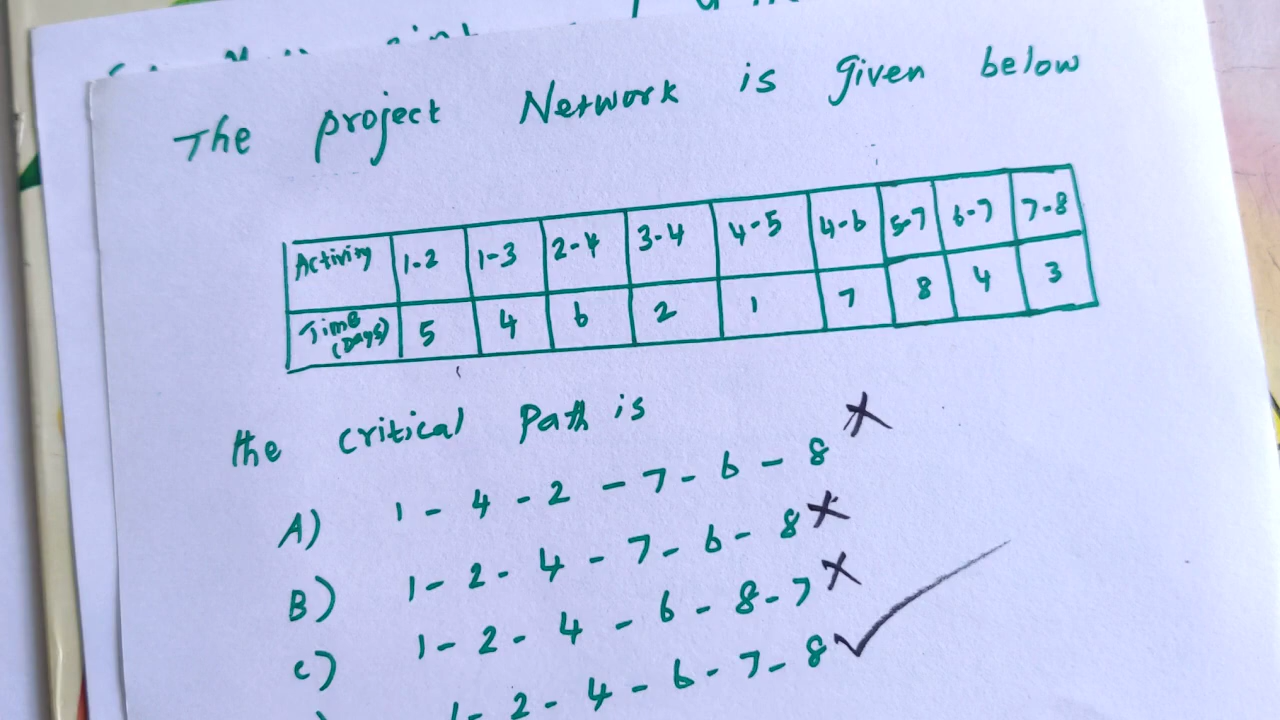 The project Network is given below
Activity 1-2 1-3 2-4 3-4 4-5 4-6 5-7 6-7 7-8
Time (Days) 5 4 6 2 1 7 8 4 3
the critical Path is
A) 1 - 4 - 2 - 7 - 6 - 8 ×
B) 1 - 2 - 4 - 7 - 6 - 8 ×
c) 1 - 2 - 4 - 6 - 8 - 7 ×
1 - 2 - 4 - 6 - 7 - 8 ✓